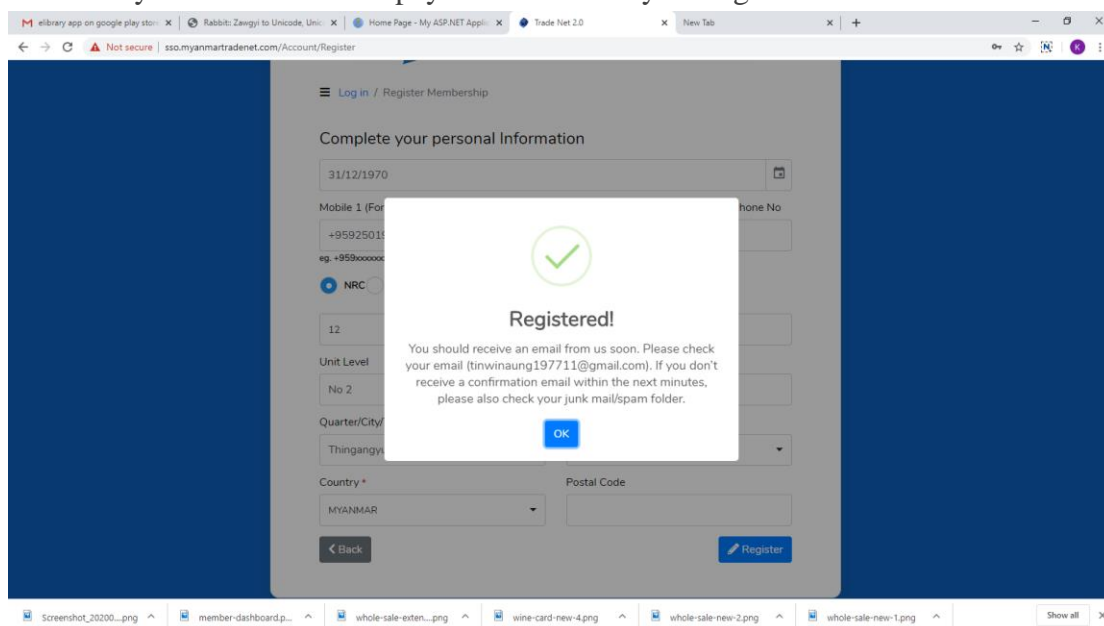 elibrary app on google play stor
Rabbit: Zawgyi to Unicode, Unic
Home Page - My ASP.NET Applic
Trade Net 2.0
New Tab
Not secure | sso.myanmartradenet.com/Account/Register
Log in / Register Membership
Complete your personal Information
31/12/1970
Mobile 1 (For
hone No
+95925019
eg. +959xxxxxx
NRC
12
Registered!
You should receive an email from us soon. Please check
your email (tinwinaung197711@gmail.com). If you don't
receive a confirmation email within the next minutes,
please also check your junk mail/spam folder.
OK
Unit Level
No 2
Quarter/City/
Thingangyu
Country *
Postal Code
MYANMAR
Back
Register
Screenshot_20200....png
member-dashboard.p...
whole-sale-exten....png
wine-card-new-4.png
whole-sale-new-2.png
whole-sale-new-1.png
Show all